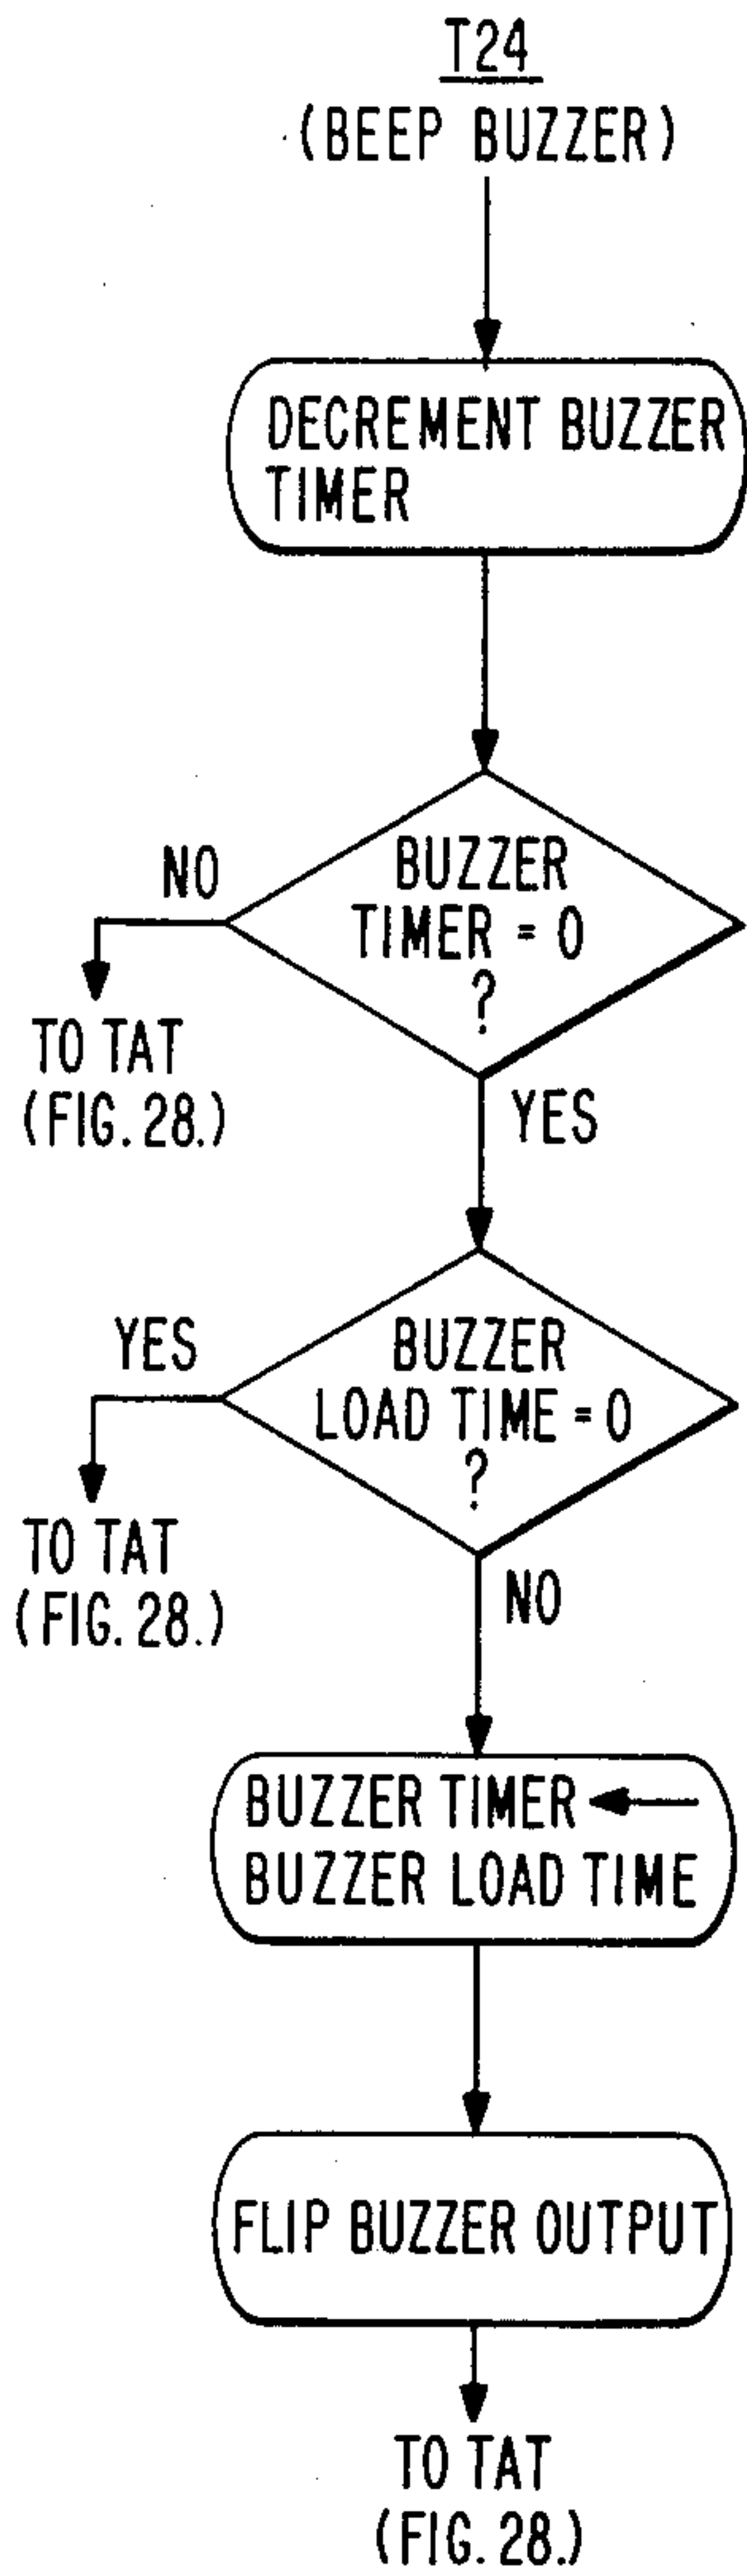 T24
(BEEP BUZZER)
DECREMENT BUZZER
TIMER
BUZZER
TIMER = 0
?
NO
TO TAT
(FIG. 28.)
YES
BUZZER
LOAD TIME = 0
?
YES
TO TAT
(FIG. 28.)
NO
BUZZER TIMER ←
BUZZER LOAD TIME
FLIP BUZZER OUTPUT
TO TAT
(FIG. 28.)